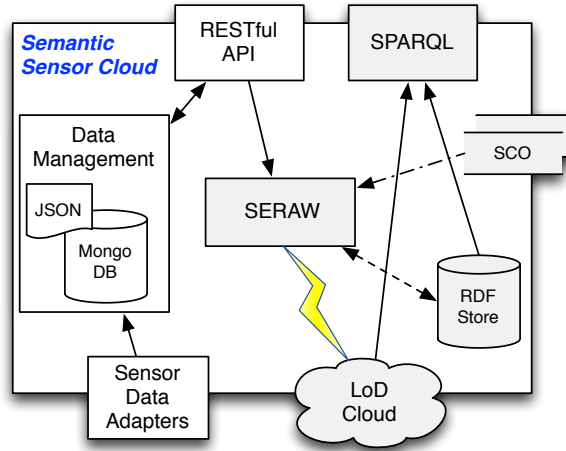 Semantic
Sensor Cloud
RESTful
API
SPARQL
Data
Management
JSON
Mongo
DB
SERAW
SCO
RDF
Store
Sensor
Data
Adapters
LoD
Cloud